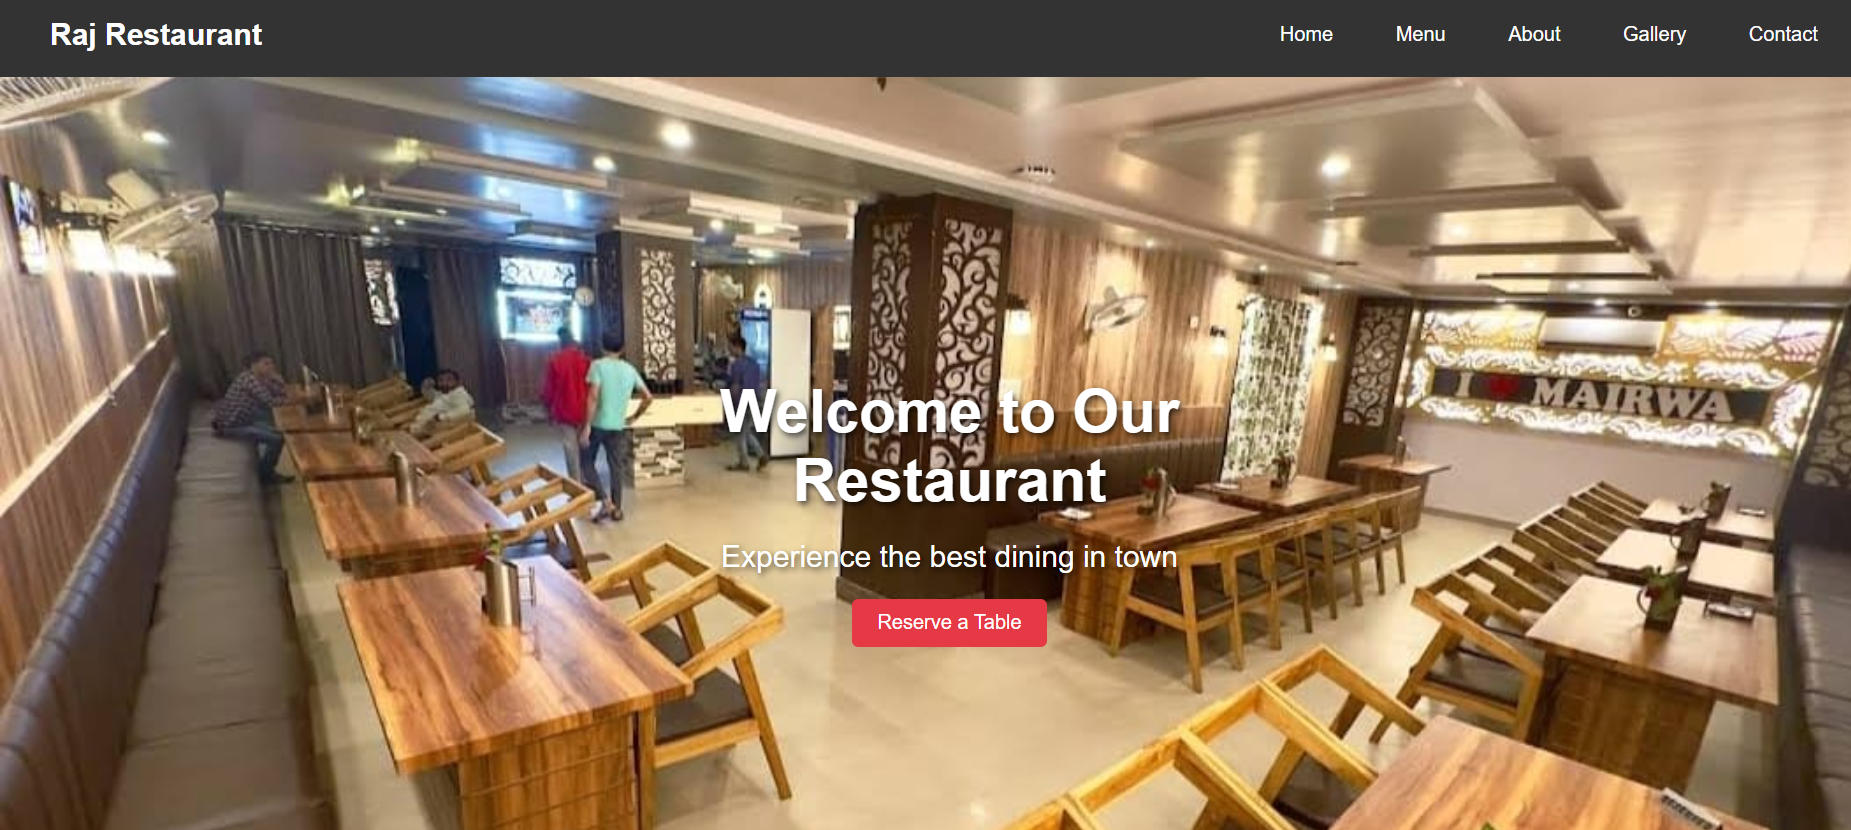 Raj Restaurant
Home Menu About Gallery Contact
I ❤ MAIRWA
Welcome to Our
Restaurant
Experience the best dining in town
Reserve a Table